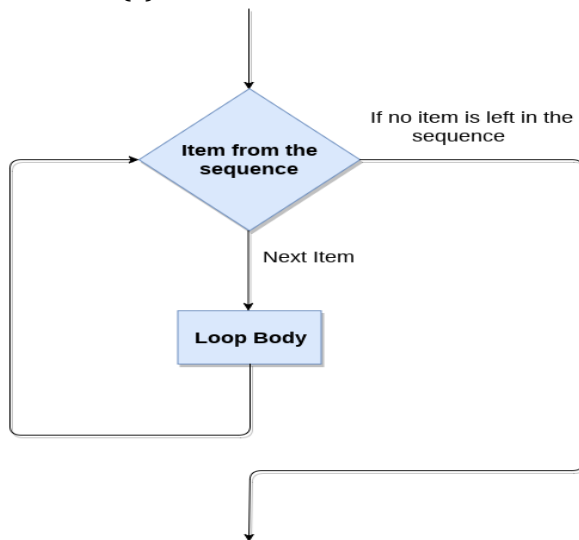 If no item is left in the
sequence
Item from the
sequence
Next Item
Loop Body